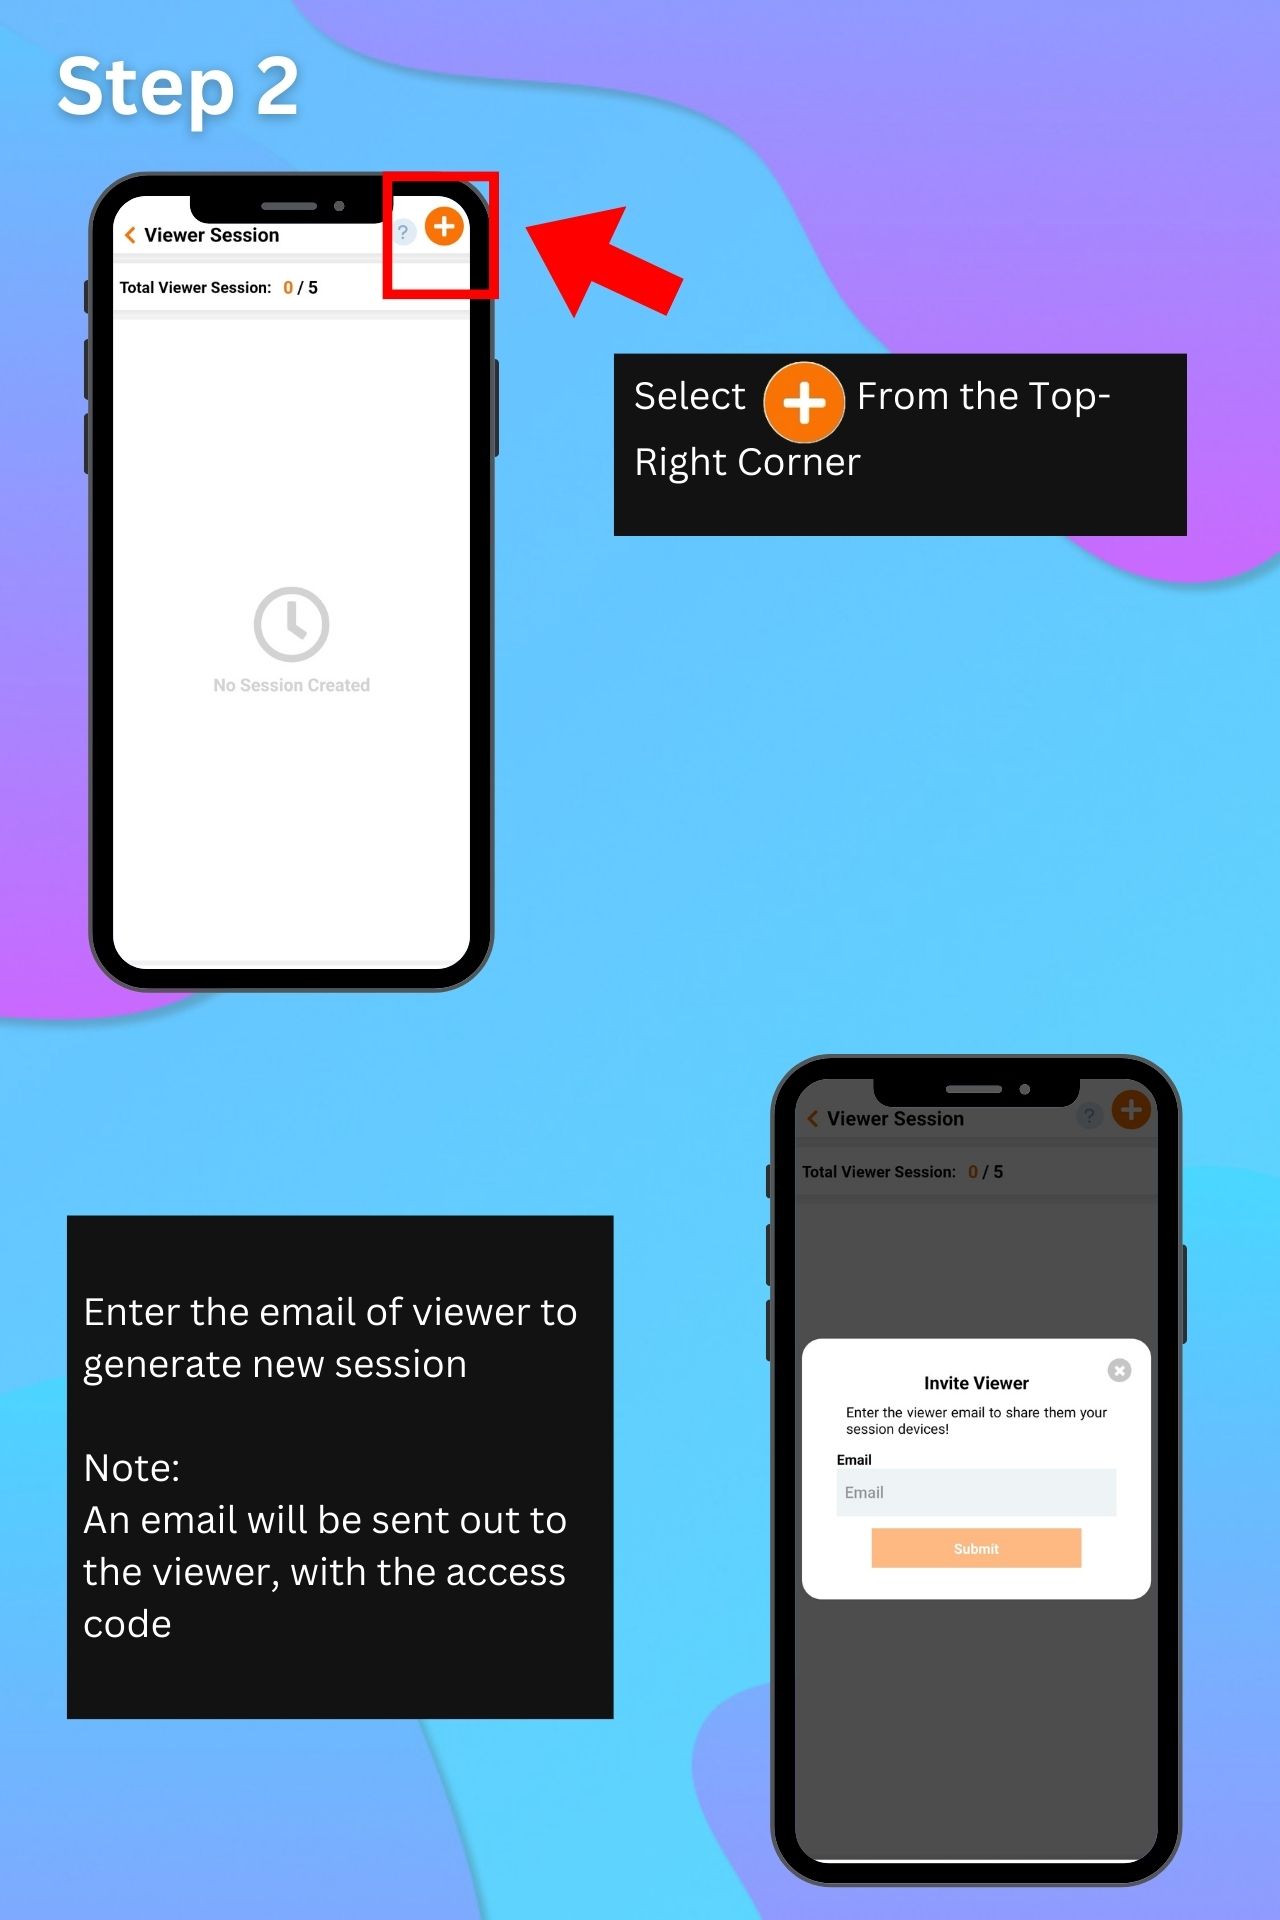 Step 2
Viewer Session
?
Total Viewer Session: 0 / 5
No Session Created
Select + From the Top-
Right Corner
Viewer Session
?
Total Viewer Session: 0 / 5
Enter the email of viewer to
generate new session
Note:
An email will be sent out to
the viewer, with the access
code
Invite Viewer
Enter the viewer email to share them your
session devices!
Email
Email
Submit